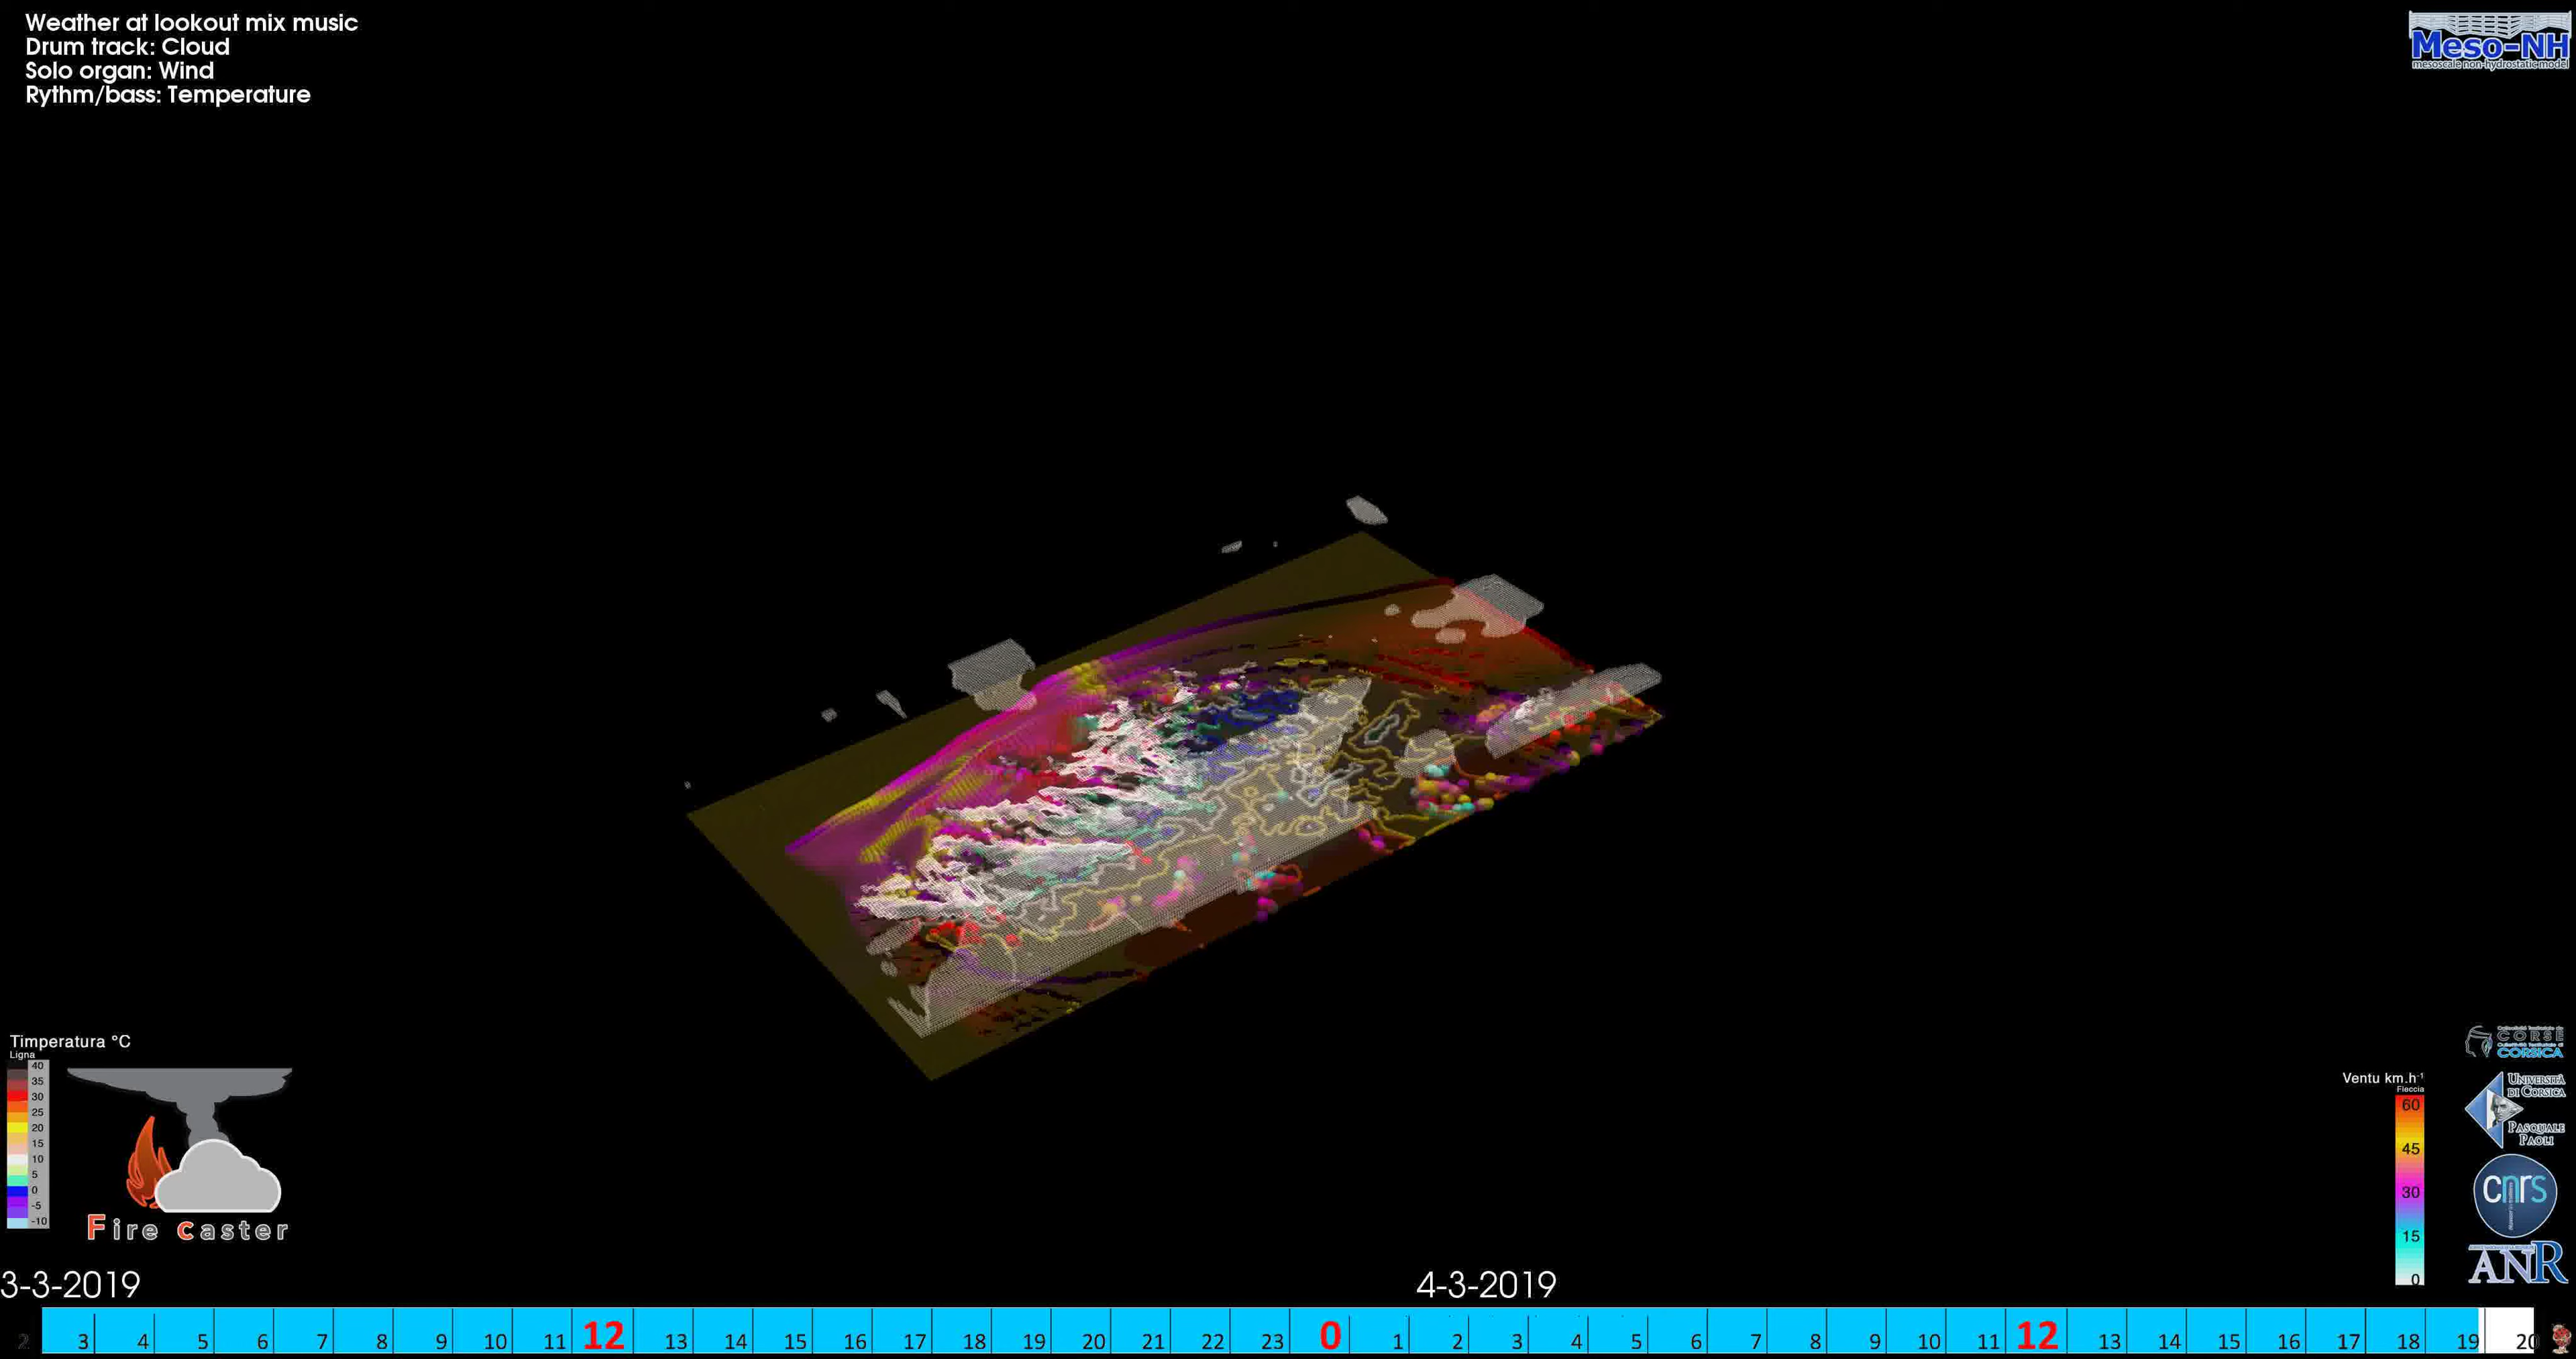 Weather at lookout mix music
Drum track: Cloud
Solo organ: Wind
Rythm/bass: Temperature
Meso-NH
mesoscale non-hydrostatic model
Timperatura °C
Ligna
40
35
30
25
20
15
10
5
0
-5
-10
Fire caster
CORSE
CORSICA
Ventu km.h⁻¹
Fleccia
60
45
30
15
0
UNIVERSITÀ
DI CORSICA
PASQUALE
PAOLI
cnrs
ANR
3-3-2019 4-3-2019
2 3 4 5 6 7 8 9 10 11 12 13 14 15 16 17 18 19 20 21 22 23 0 1 2 3 4 5 6 7 8 9 10 11 12 13 14 15 16 17 18 19 20